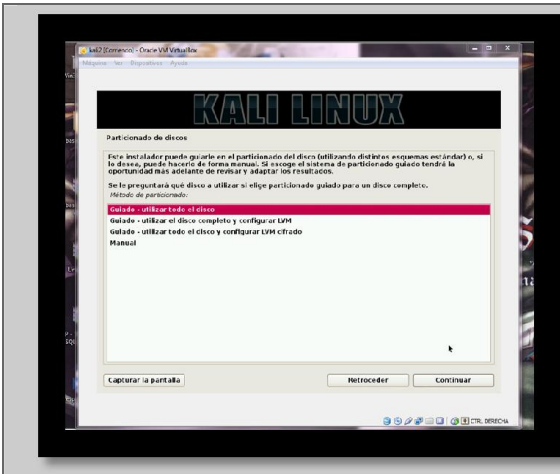 kali2 [Corriendo] - Oracle VM VirtualBox
Máquina Ver Dispositivos Ayuda
KALI LINUX
Particionado de discos
Este instalador puede guiarle en el particionado del disco (utilizando distintos esquemas estándar) o, si
lo desea, puede hacerlo de forma manual. Si escoge el sistema de particionado guiado tendrá la
oportunidad más adelante de revisar y adaptar los resultados.
Se le preguntará qué disco a utilizar si elige particionado guiado para un disco completo.
Método de particionado:
Guiado - utilizar todo el disco
Guiado - utilizar el disco completo y configurar LVM
Guiado - utilizar todo el disco y configurar LVM cifrado
Manual
Capturar la pantalla
Retroceder
Continuar
CTRL DERECHA